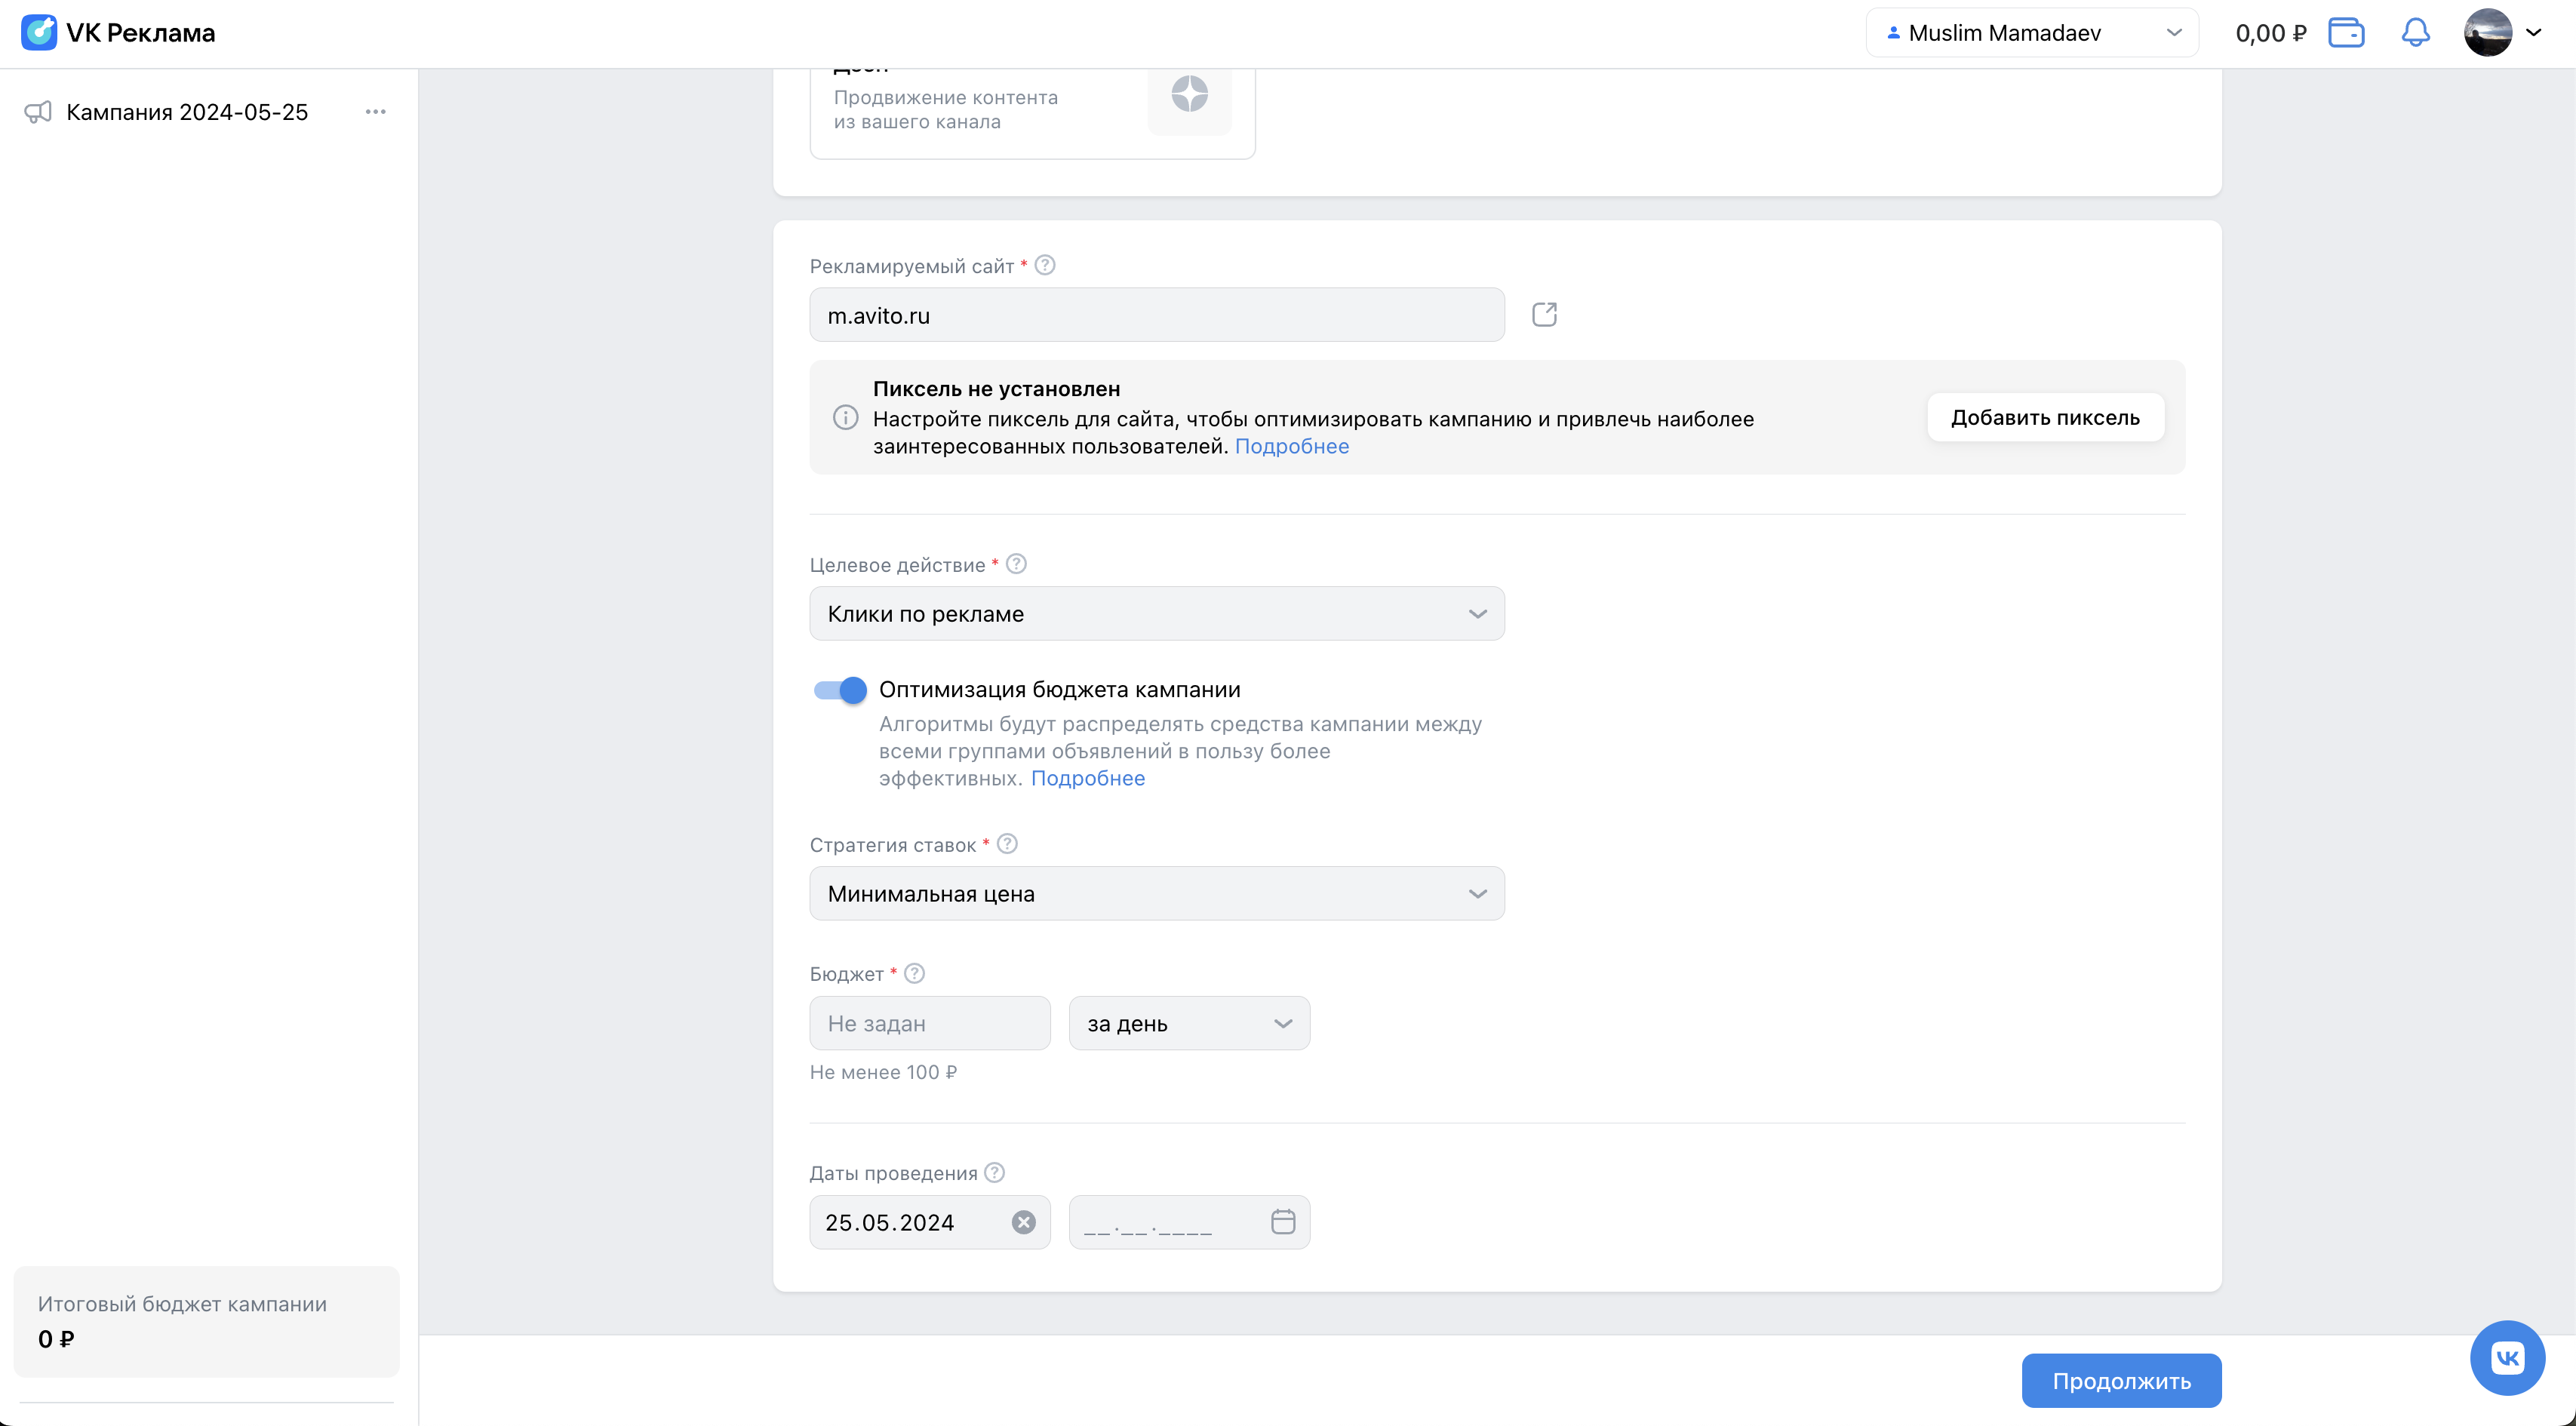 VK Реклама
Muslim Mamadaev
0,00 ₽
Кампания 2024-05-25
Дзен
Продвижение контента
из вашего канала
Рекламируемый сайт *
m.avito.ru
Пиксель не установлен
Настройте пиксель для сайта, чтобы оптимизировать кампанию и привлечь наиболее
заинтересованных пользователей. Подробнее
Добавить пиксель
Целевое действие *
Клики по рекламе
Оптимизация бюджета кампании
Алгоритмы будут распределять средства кампании между
всеми группами объявлений в пользу более
эффективных. Подробнее
Стратегия ставок *
Минимальная цена
Бюджет *
Не задан
за день
Не менее 100 ₽
Даты проведения
25.05.2024
__.__.____
Итоговый бюджет кампании
0 ₽
Продолжить